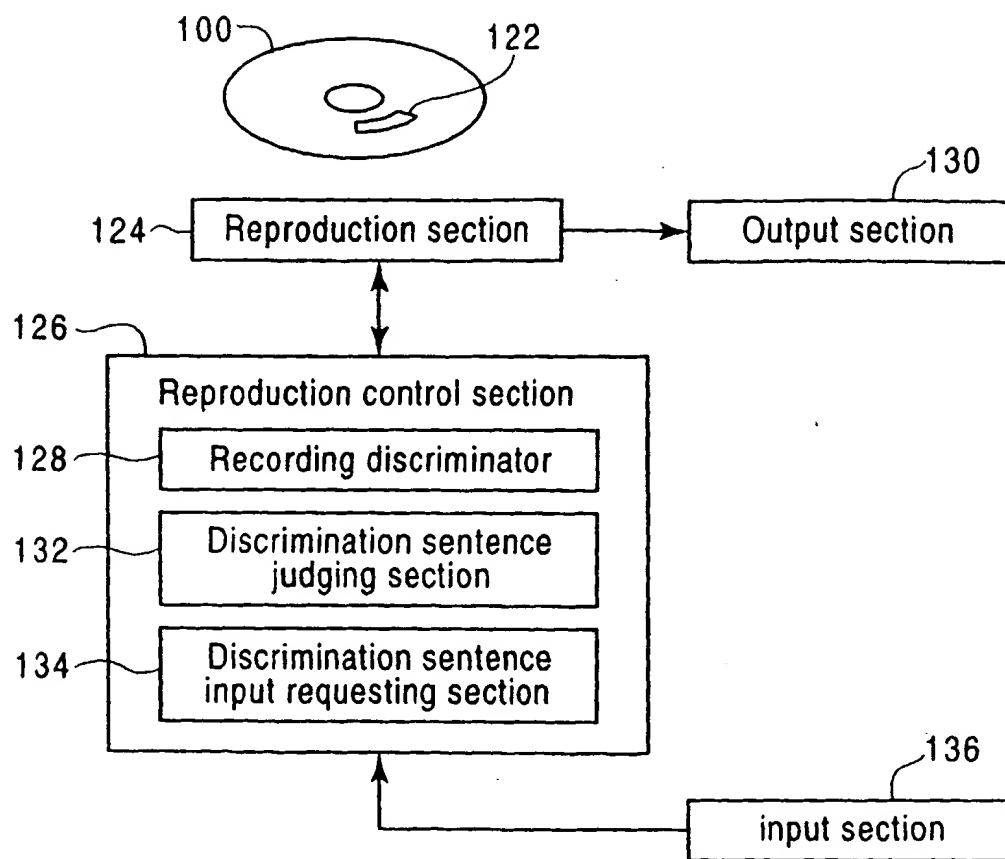 100
122
130
124
Reproduction section
Output section
126
Reproduction control section
128
Recording discriminator
132
Discrimination sentence
judging section
134
Discrimination sentence
input requesting section
136
input section